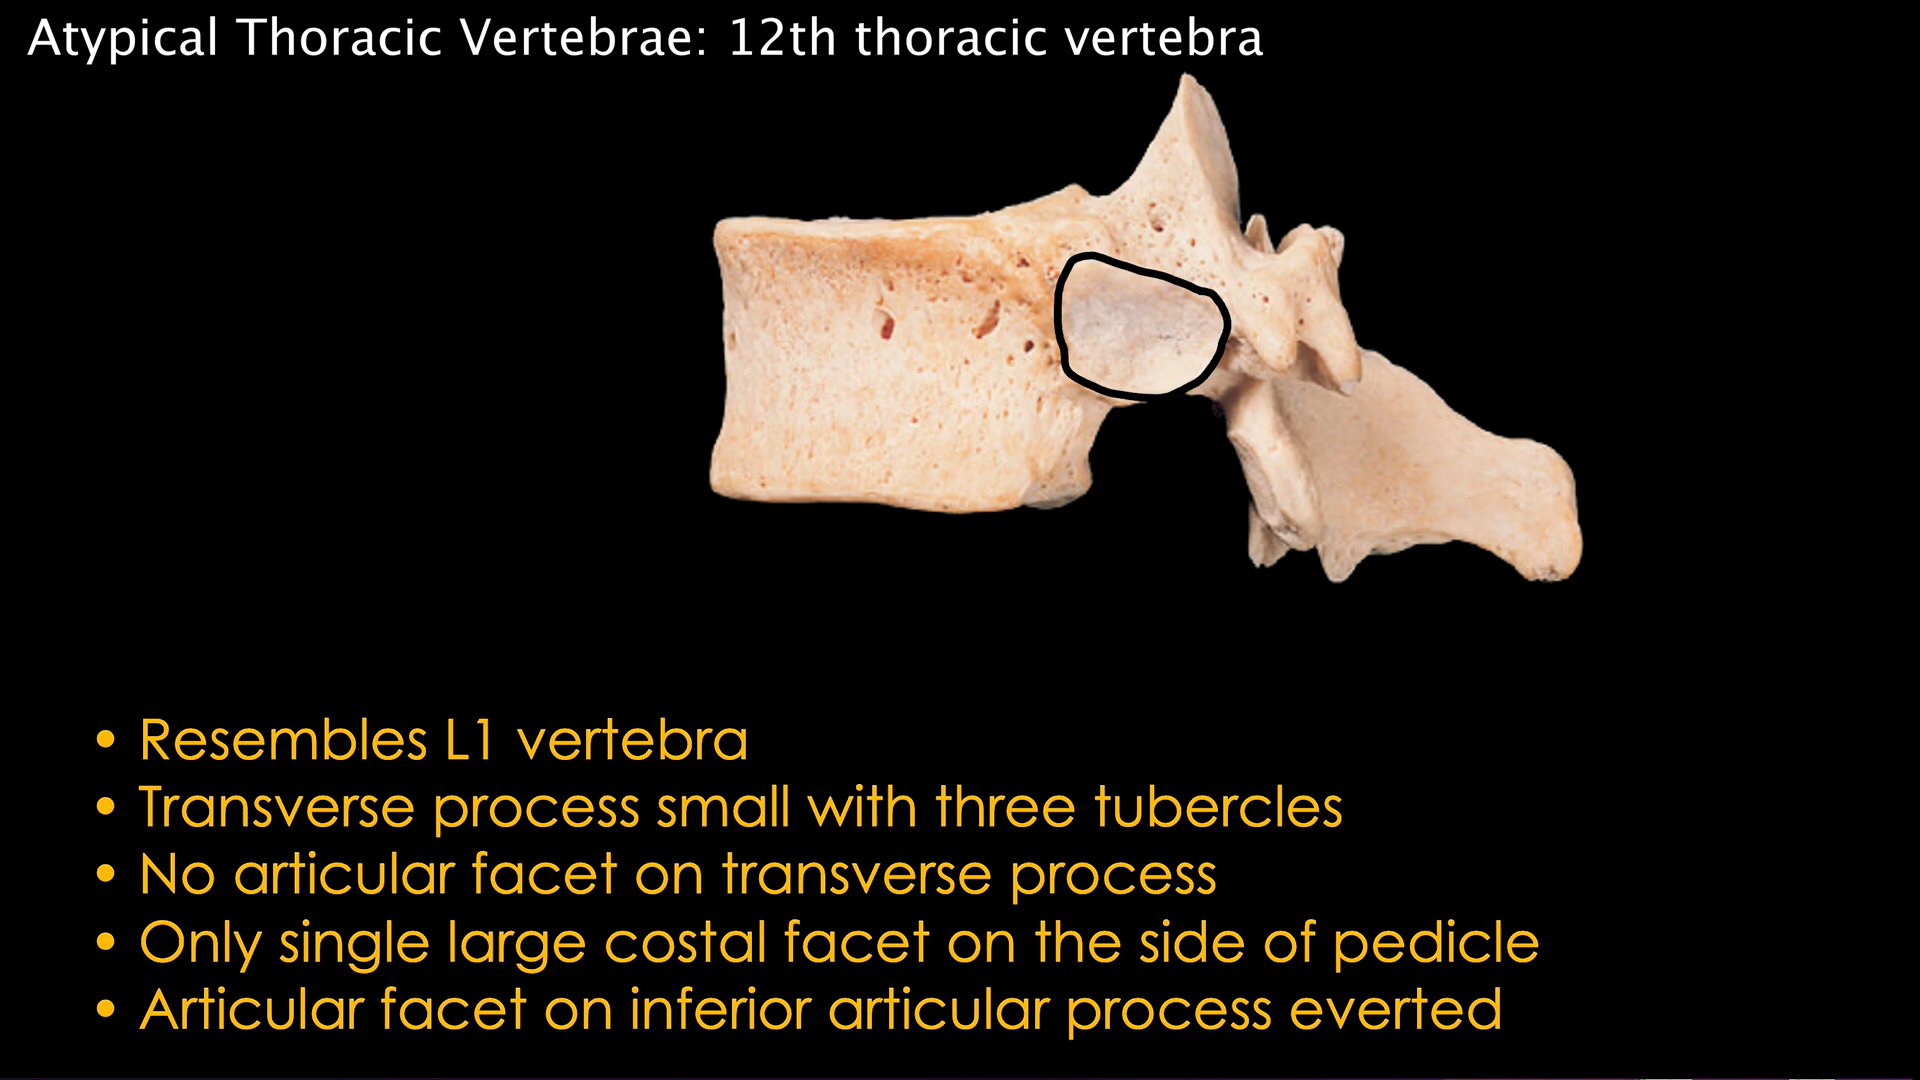 Atypical Thoracic Vertebrae: 12th thoracic vertebra
• Resembles L1 vertebra
• Transverse process small with three tubercles
• No articular facet on transverse process
• Only single large costal facet on the side of pedicle
• Articular facet on inferior articular process everted